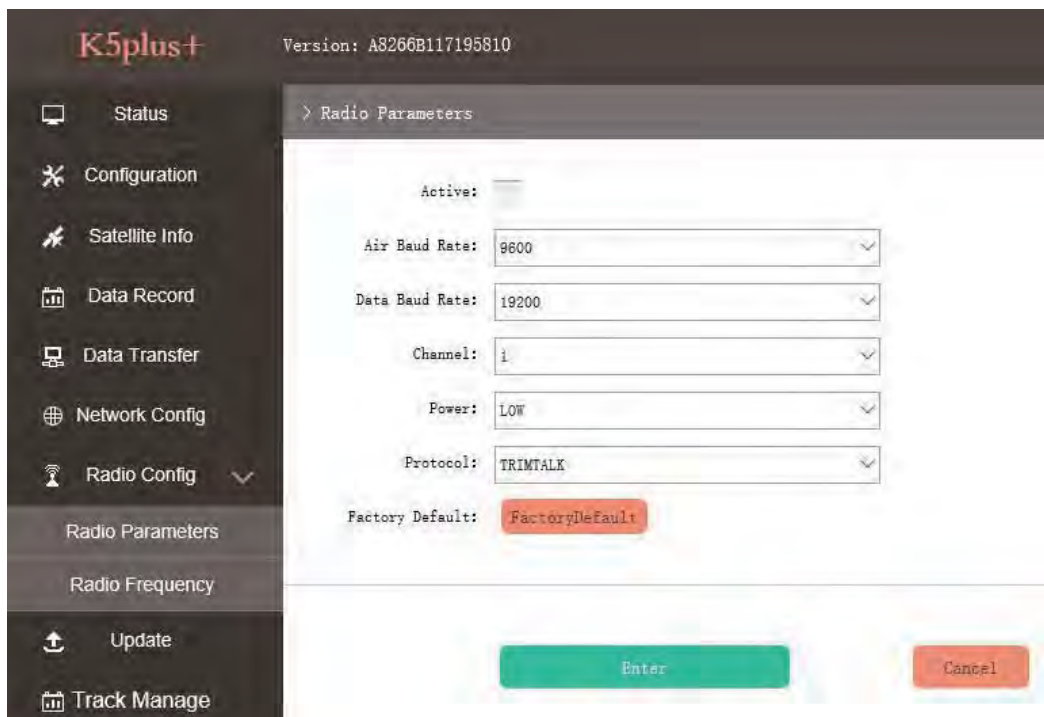 K5plus+
Version: A8266B117195810
Status
Configuration
Satellite Info
Data Record
Data Transfer
Network Config
Radio Config
Radio Parameters
Radio Frequency
Update
Track Manage
> Radio Parameters
Active:
Air Baud Rate: 9600
Data Baud Rate: 19200
Channel: 1
Power: LOW
Protocol: TRIMTALK
Factory Default: FactoryDefault
Enter
Cancel